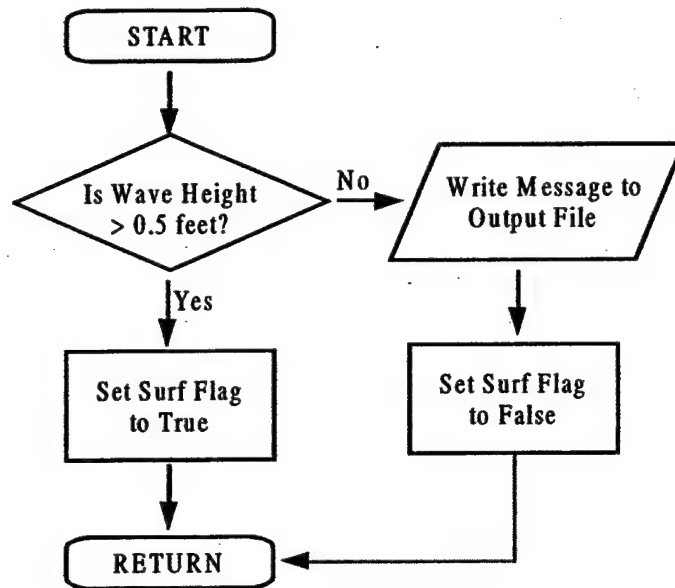 START
Is Wave Height
> 0.5 feet?
No
Write Message to
Output File
Yes
Set Surf Flag
to True
Set Surf Flag
to False
RETURN